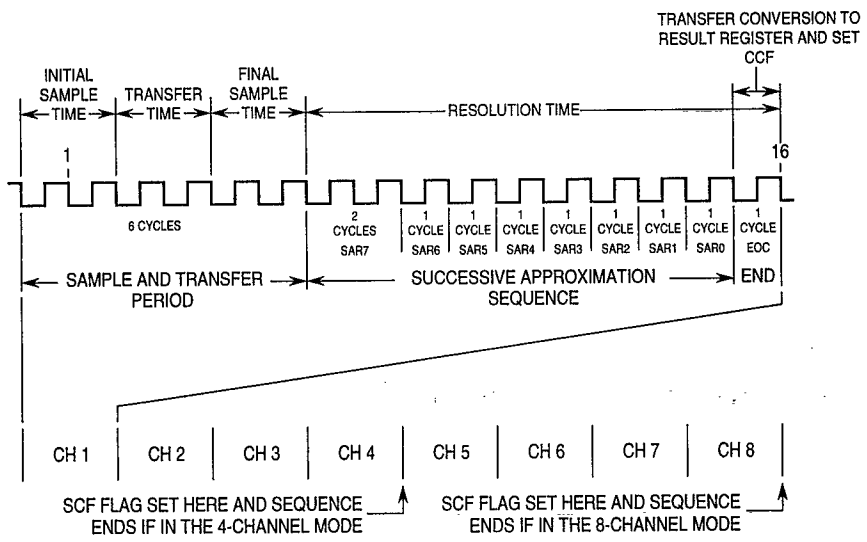 TRANSFER CONVERSION TO
RESULT REGISTER AND SET
CCF
INITIAL
SAMPLE
TIME
TRANSFER
TIME
FINAL
SAMPLE
TIME
RESOLUTION TIME
1
16
6 CYCLES
2
CYCLES
SAR7
1
CYCLE
SAR6
1
CYCLE
SAR5
1
CYCLE
SAR4
1
CYCLE
SAR3
1
CYCLE
SAR2
1
CYCLE
SAR1
1
CYCLE
SAR0
1
CYCLE
EOC
SAMPLE AND TRANSFER
PERIOD
SUCCESSIVE APPROXIMATION
SEQUENCE
END
CH 1
CH 2
CH 3
CH 4
CH 5
CH 6
CH 7
CH 8
SCF FLAG SET HERE AND SEQUENCE
ENDS IF IN THE 4-CHANNEL MODE
SCF FLAG SET HERE AND SEQUENCE
ENDS IF IN THE 8-CHANNEL MODE